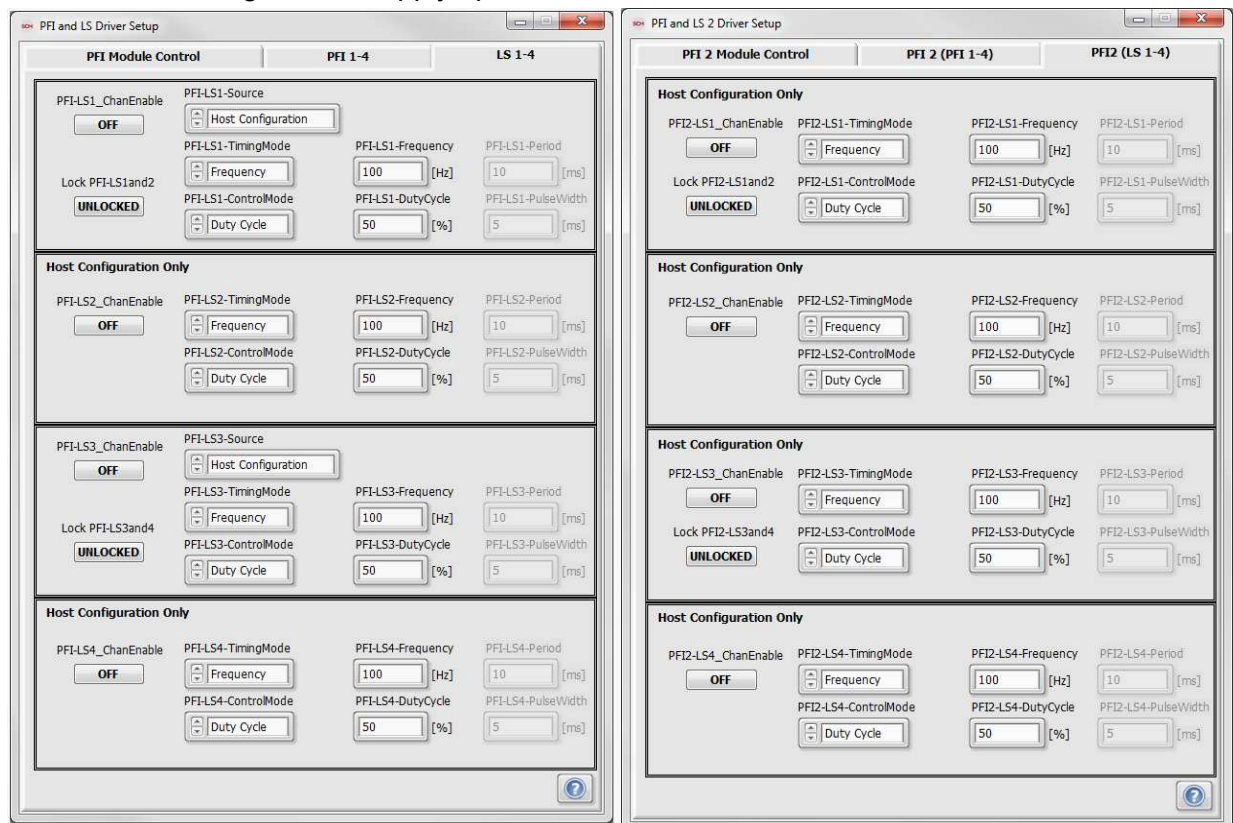 PFI and LS Driver Setup
PFI Module Control PFI 1-4 LS 1-4
PFI-LS1_ChanEnable PFI-LS1-Source
OFF Host Configuration
PFI-LS1-TimingMode PFI-LS1-Frequency PFI-LS1-Period
Frequency 100 [Hz] 10 [ms]
Lock PFI-LS1and2
PFI-LS1-ControlMode PFI-LS1-DutyCycle PFI-LS1-PulseWidth
UNLOCKED Duty Cycle 50 [%] 5 [ms]
Host Configuration Only
PFI-LS2_ChanEnable PFI-LS2-TimingMode PFI-LS2-Frequency PFI-LS2-Period
OFF Frequency 100 [Hz] 10 [ms]
PFI-LS2-ControlMode PFI-LS2-DutyCycle PFI-LS2-PulseWidth
Duty Cycle 50 [%] 5 [ms]
PFI-LS3_ChanEnable PFI-LS3-Source
OFF Host Configuration
PFI-LS3-TimingMode PFI-LS3-Frequency PFI-LS3-Period
Frequency 100 [Hz] 10 [ms]
Lock PFI-LS3and4
PFI-LS3-ControlMode PFI-LS3-DutyCycle PFI-LS3-PulseWidth
UNLOCKED Duty Cycle 50 [%] 5 [ms]
Host Configuration Only
PFI-LS4_ChanEnable PFI-LS4-TimingMode PFI-LS4-Frequency PFI-LS4-Period
OFF Frequency 100 [Hz] 10 [ms]
PFI-LS4-ControlMode PFI-LS4-DutyCycle PFI-LS4-PulseWidth
Duty Cycle 50 [%] 5 [ms]
PFI and LS 2 Driver Setup
PFI 2 Module Control PFI 2 (PFI 1-4) PFI2 (LS 1-4)
Host Configuration Only
PFI2-LS1_ChanEnable PFI2-LS1-TimingMode PFI2-LS1-Frequency PFI2-LS1-Period
OFF Frequency 100 [Hz] 10 [ms]
Lock PFI2-LS1and2 PFI2-LS1-ControlMode PFI2-LS1-DutyCycle PFI2-LS1-PulseWidth
UNLOCKED Duty Cycle 50 [%] 5 [ms]
Host Configuration Only
PFI2-LS2_ChanEnable PFI2-LS2-TimingMode PFI2-LS2-Frequency PFI2-LS2-Period
OFF Frequency 100 [Hz] 10 [ms]
PFI2-LS2-ControlMode PFI2-LS2-DutyCycle PFI2-LS2-PulseWidth
Duty Cycle 50 [%] 5 [ms]
Host Configuration Only
PFI2-LS3_ChanEnable PFI2-LS3-TimingMode PFI2-LS3-Frequency PFI2-LS3-Period
OFF Frequency 100 [Hz] 10 [ms]
Lock PFI2-LS3and4 PFI2-LS3-ControlMode PFI2-LS3-DutyCycle PFI2-LS3-PulseWidth
UNLOCKED Duty Cycle 50 [%] 5 [ms]
Host Configuration Only
PFI2-LS4_ChanEnable PFI2-LS4-TimingMode PFI2-LS4-Frequency PFI2-LS4-Period
OFF Frequency 100 [Hz] 10 [ms]
PFI2-LS4-ControlMode PFI2-LS4-DutyCycle PFI2-LS4-PulseWidth
Duty Cycle 50 [%] 5 [ms]